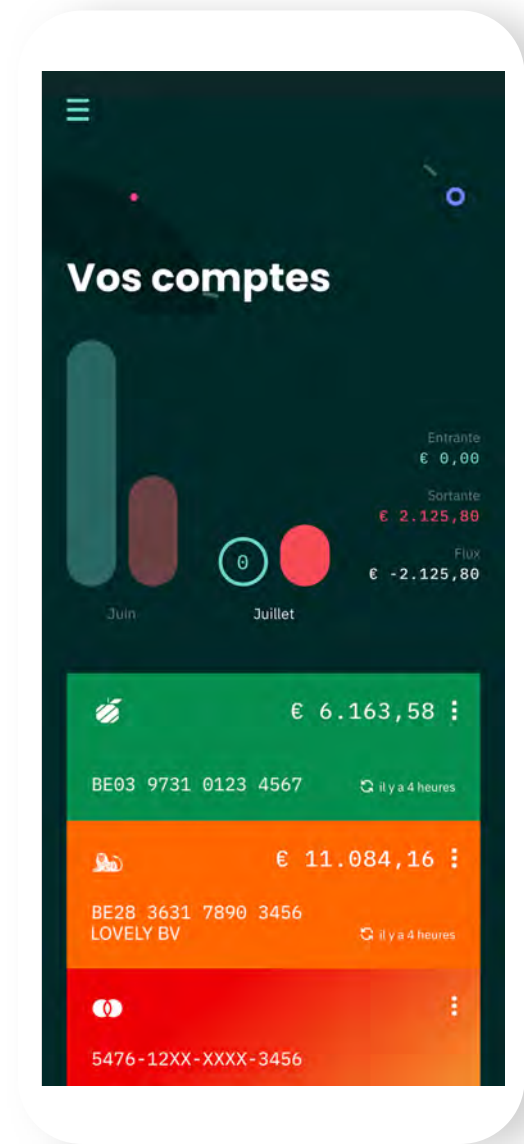 Vos comptes
Entrante
€ 0,00
Sortante
€ 2.125,80
Flux
€ -2.125,80
0
Juin
Juillet
€ 6.163,58
BE03 9731 0123 4567
il y a 4 heures
€ 11.084,16
BE28 3631 7890 3456
LOVELY BV
il y a 4 heures
5476-12XX-XXXX-3456